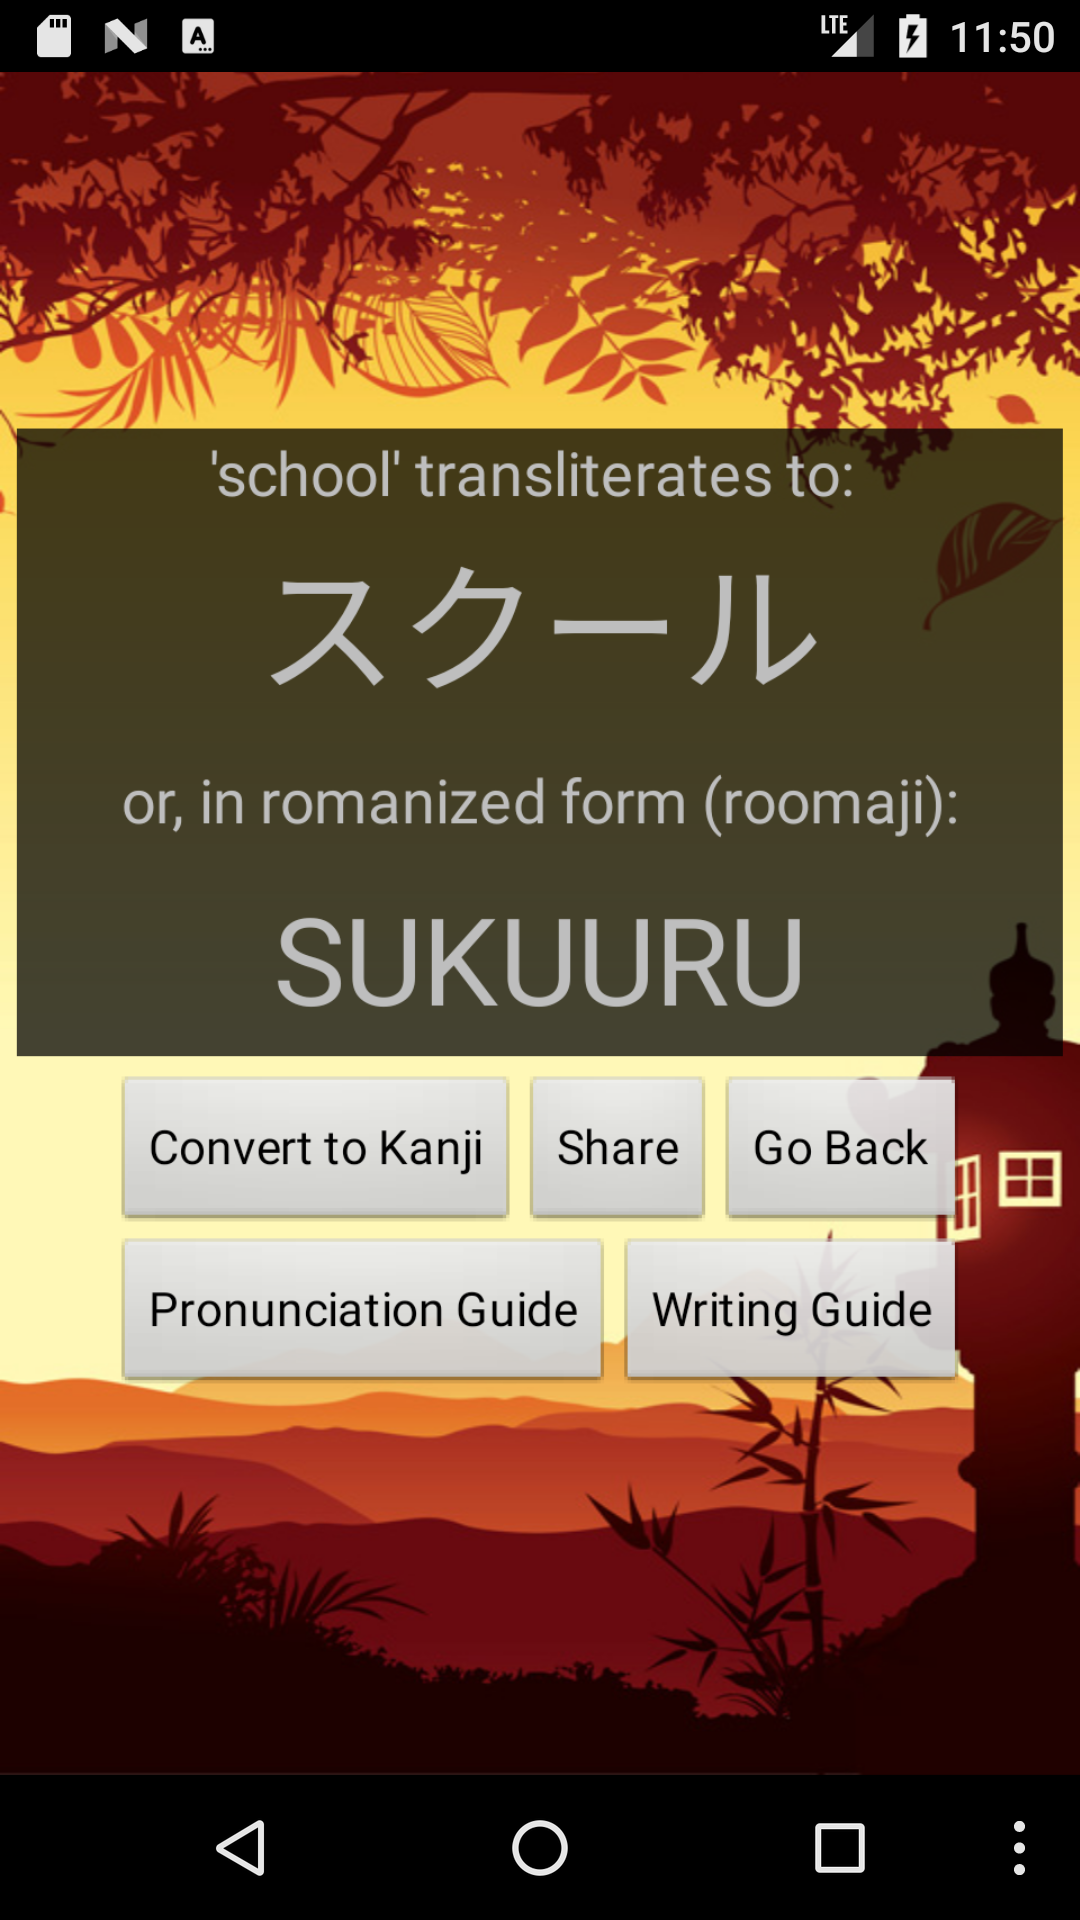 LTE 11:50
'school' transliterates to:
スクール
or, in romanized form (roomaji):
SUKUURU
Convert to Kanji Share Go Back
Pronunciation Guide Writing Guide